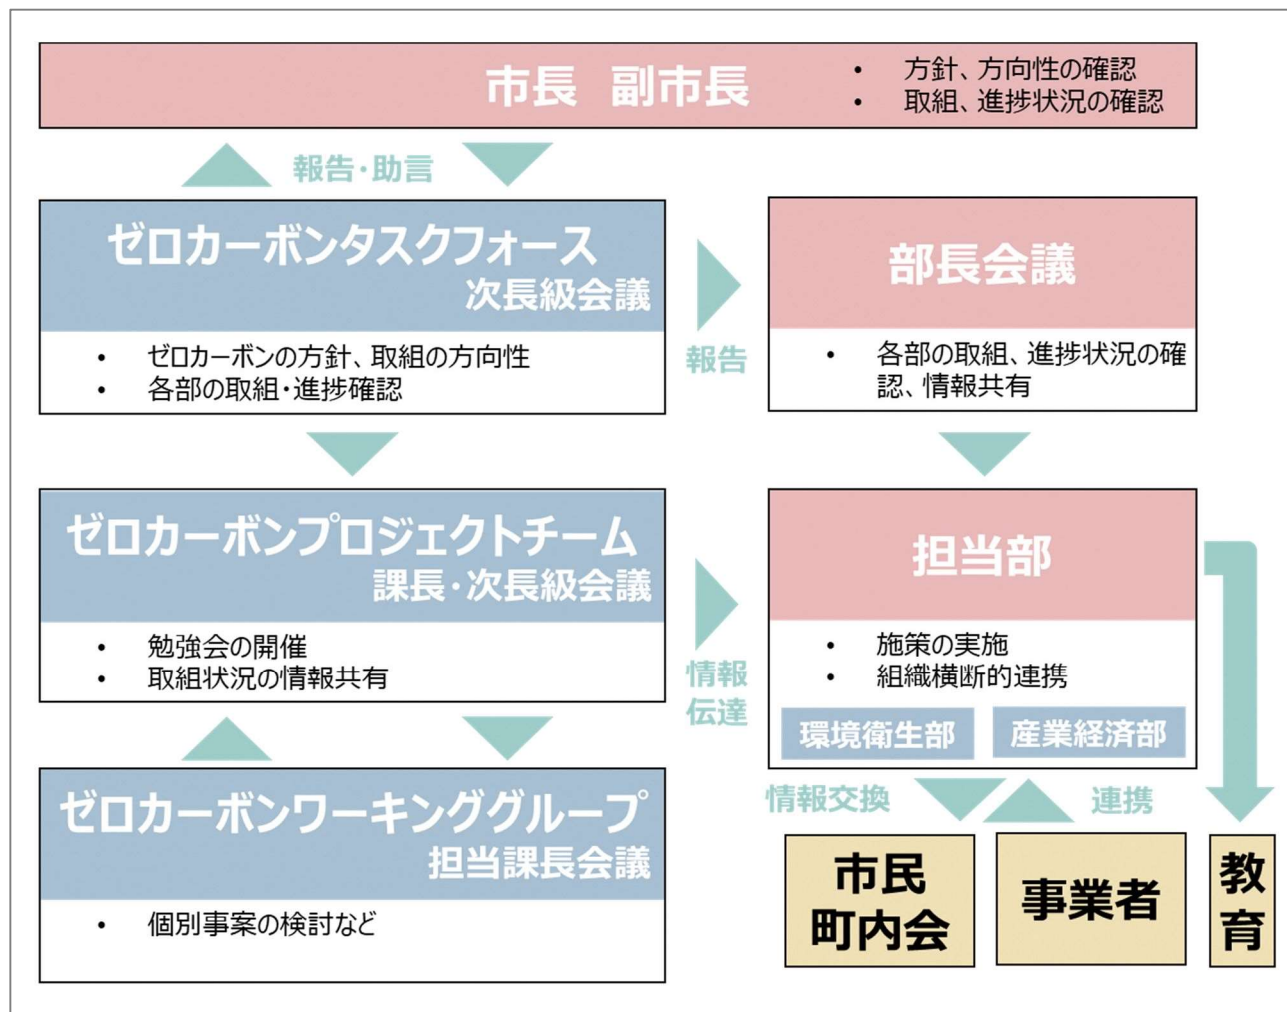 市長 副市長
• 方針、方向性の確認
• 取組、進捗状況の確認
報告・助言
ゼロカーボンタスクフォース
次長級会議
• ゼロカーボンの方針、取組の方向性
• 各部の取組・進捗確認
報告
部長会議
• 各部の取組、進捗状況の確
認、情報共有
ゼロカーボンプロジェクトチーム
課長・次長級会議
• 勉強会の開催
• 取組状況の情報共有
情報
伝達
担当部
• 施策の実施
• 組織横断的連携
環境衛生部
産業経済部
ゼロカーボンワーキンググループ
担当課長会議
• 個別事案の検討など
情報交換
連携
市民
町内会
事業者
教
育